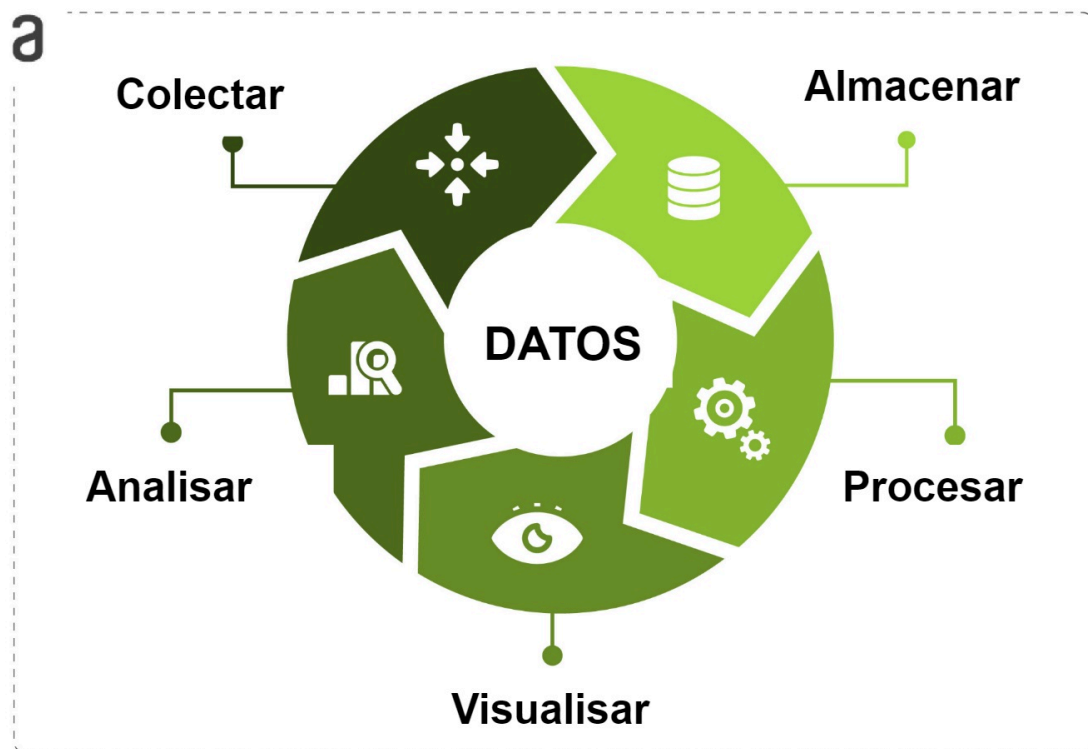 a
Colectar
Almacenar
DATOS
Analisar
Procesar
Visualisar